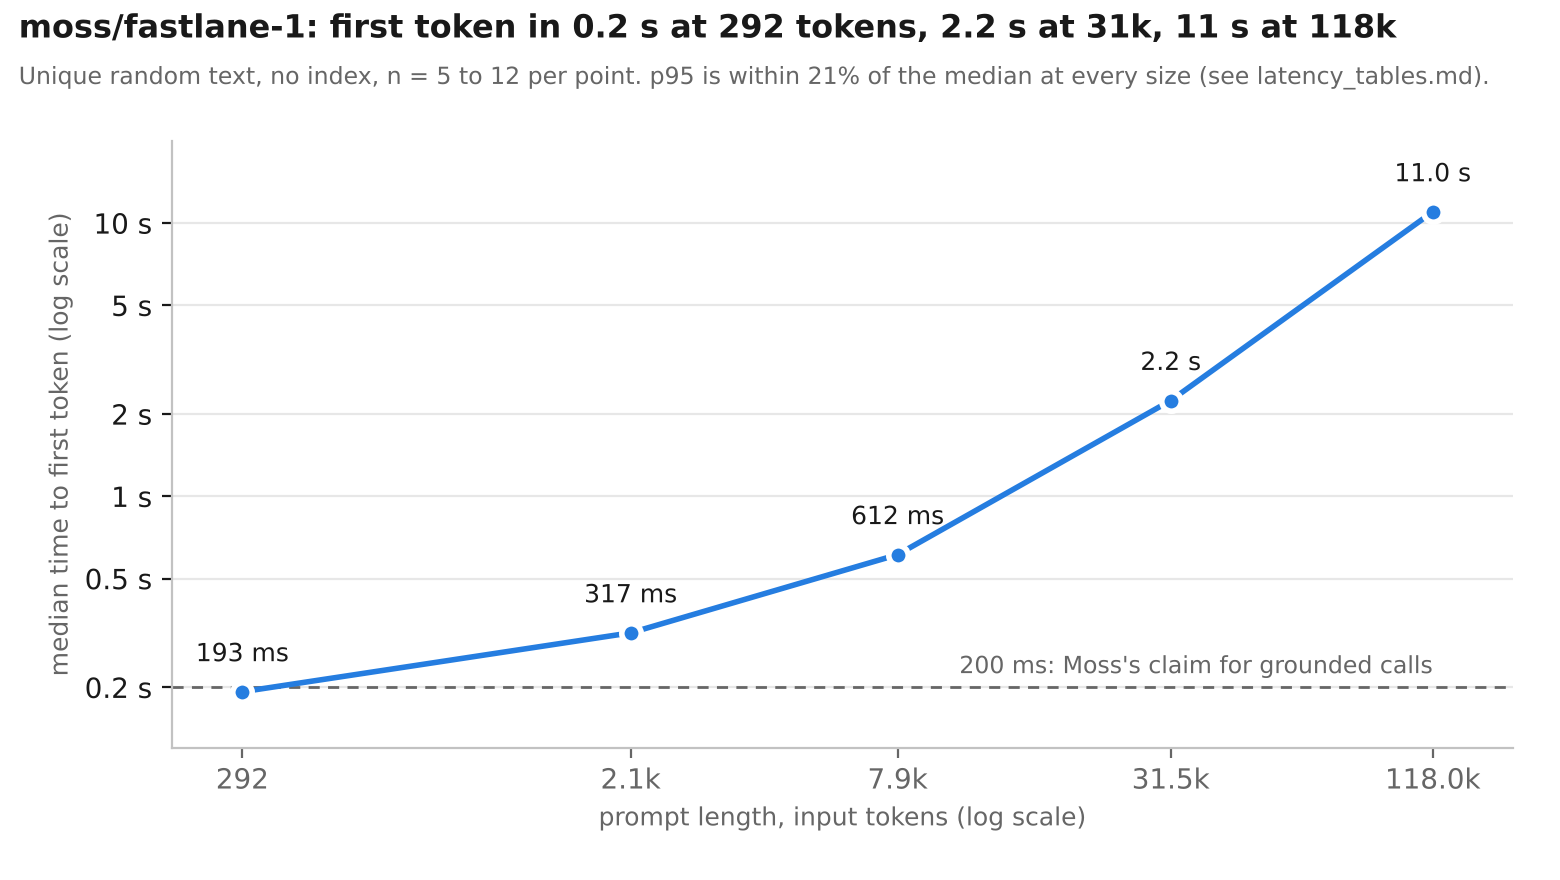 moss/fastlane-1: first token in 0.2 s at 292 tokens, 2.2 s at 31k, 11 s at 118k
Unique random text, no index, n = 5 to 12 per point. p95 is within 21% of the median at every size (see latency_tables.md).
median time to first token (log scale)
10 s
5 s
2 s
1 s
0.5 s
0.2 s
193 ms
317 ms
612 ms
2.2 s
11.0 s
200 ms: Moss's claim for grounded calls
292
2.1k
7.9k
31.5k
118.0k
prompt length, input tokens (log scale)